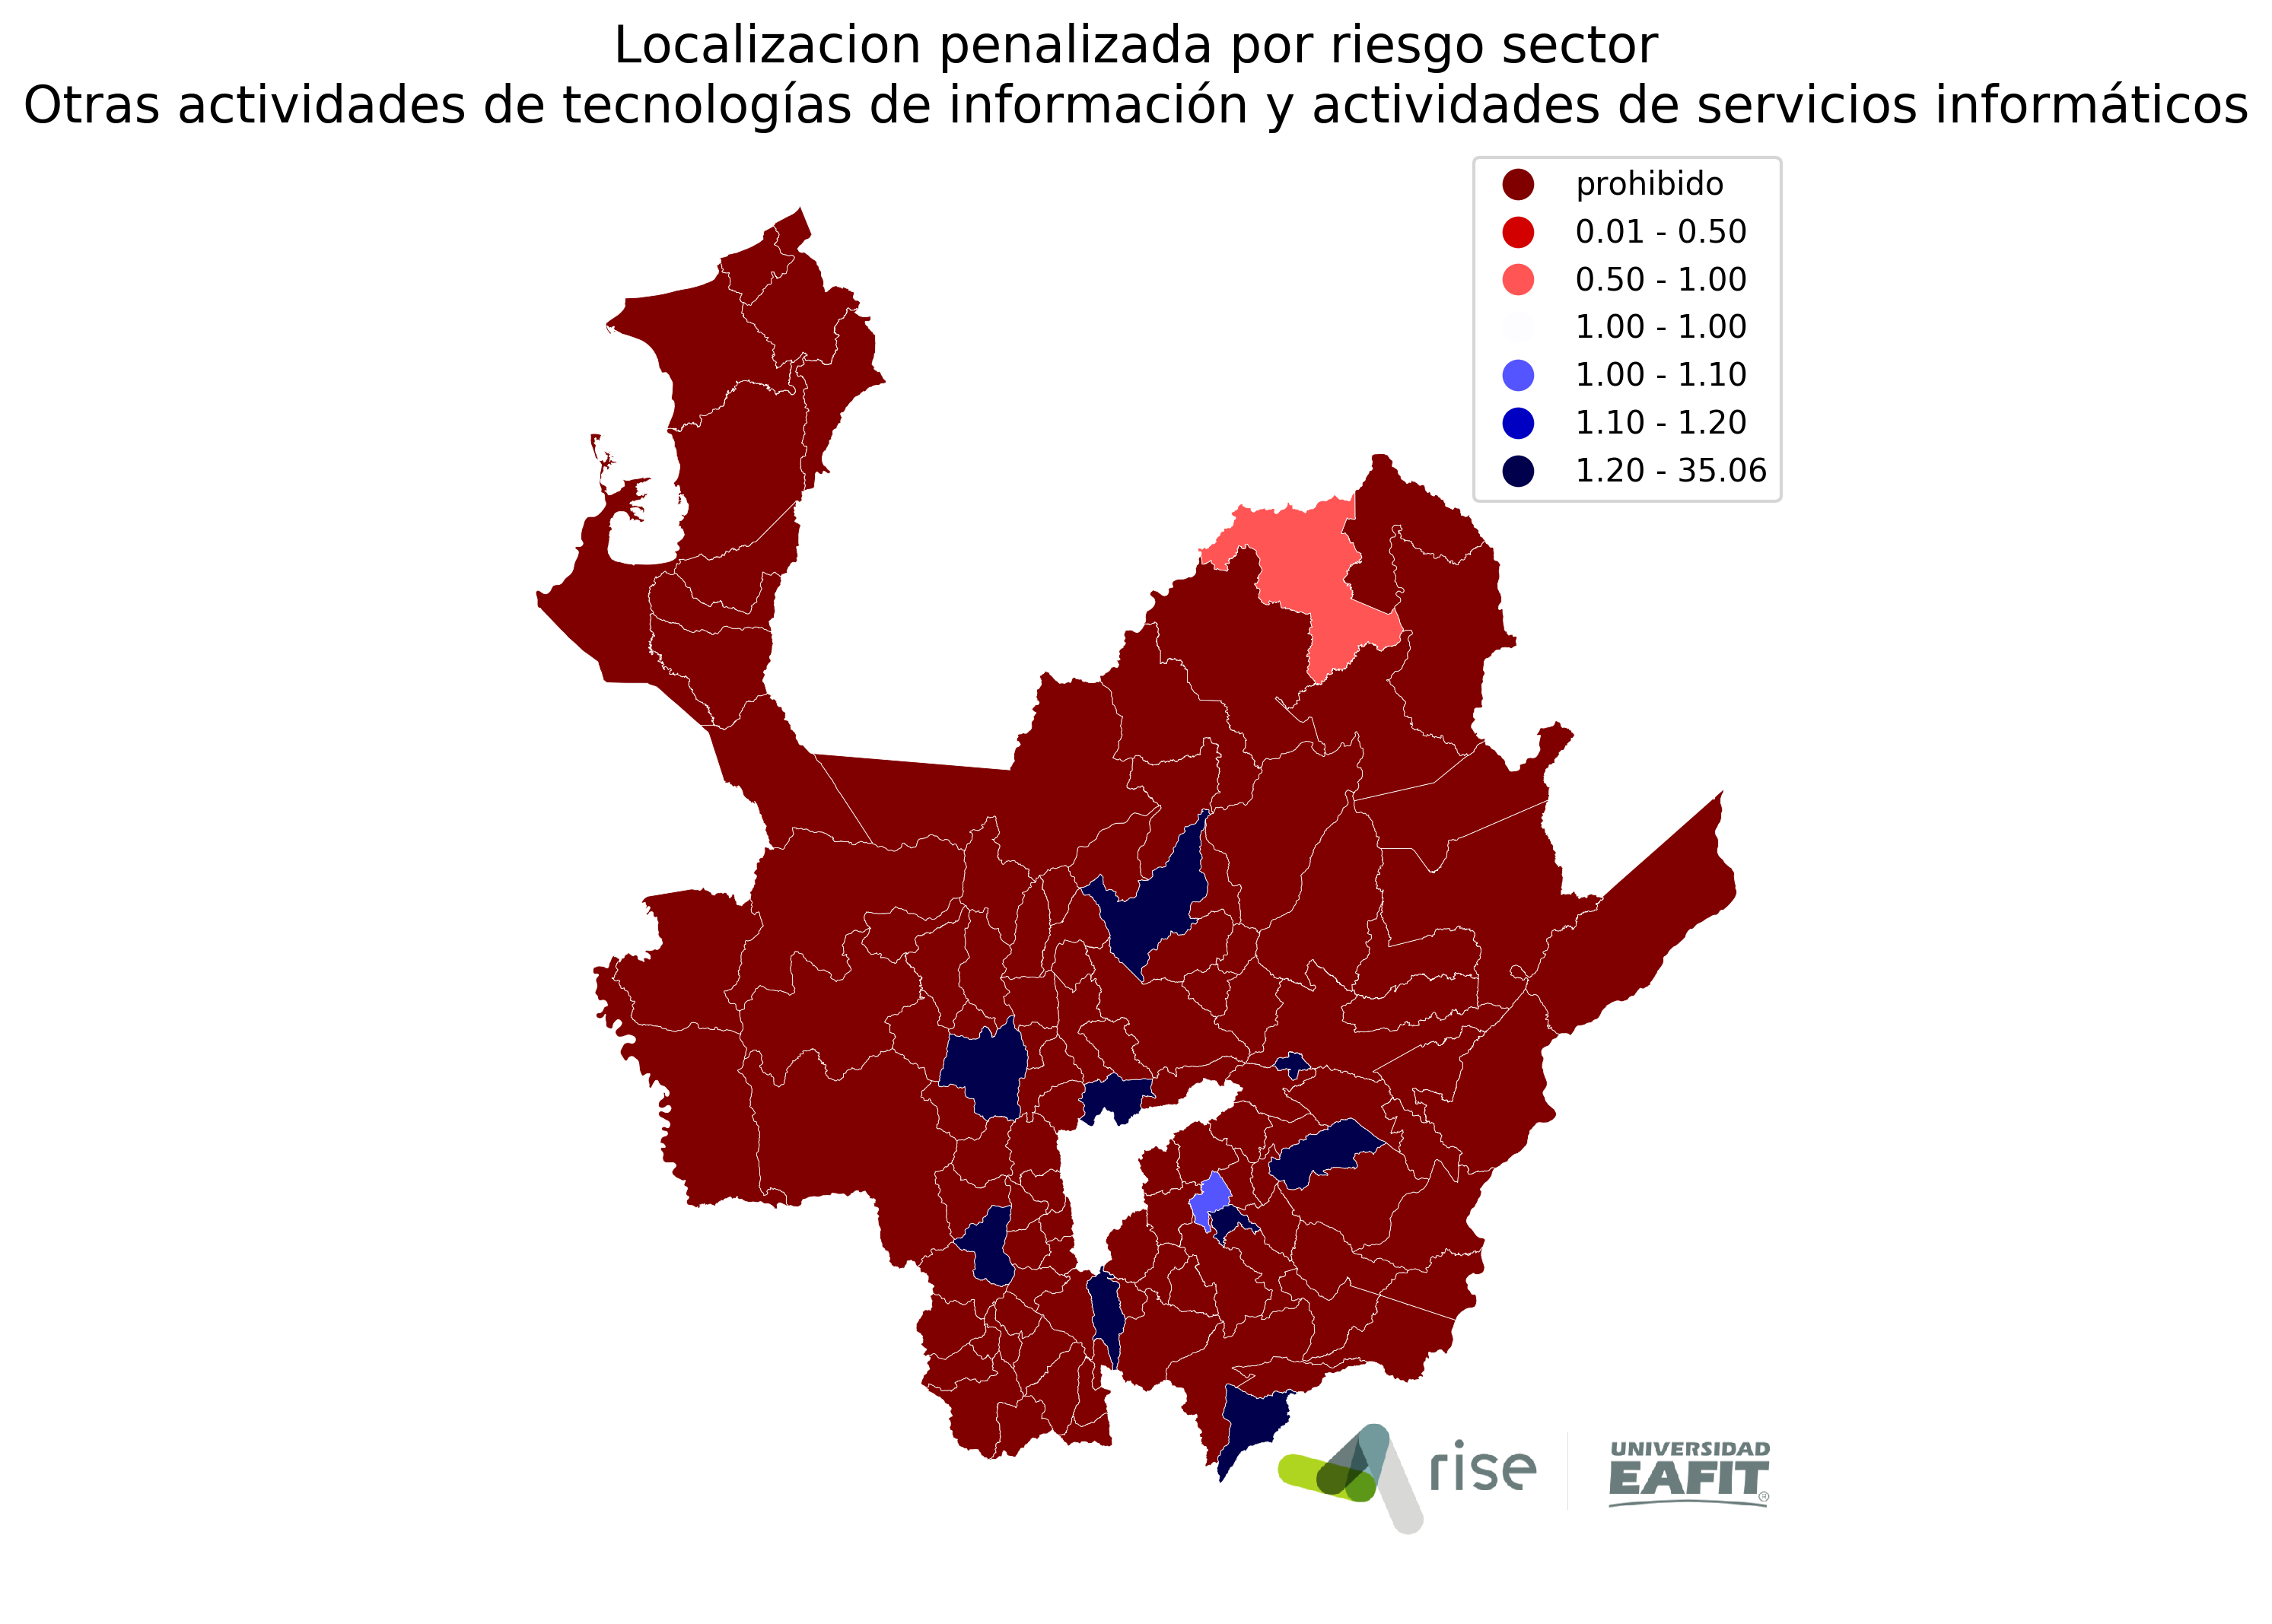 Localizacion penalizada por riesgo sector
Otras actividades de tecnologías de información y actividades de servicios informáticos
prohibido
0.01 - 0.50
0.50 - 1.00
1.00 - 1.00
1.00 - 1.10
1.10 - 1.20
1.20 - 35.06
rise
UNIVERSIDAD
EAFIT®